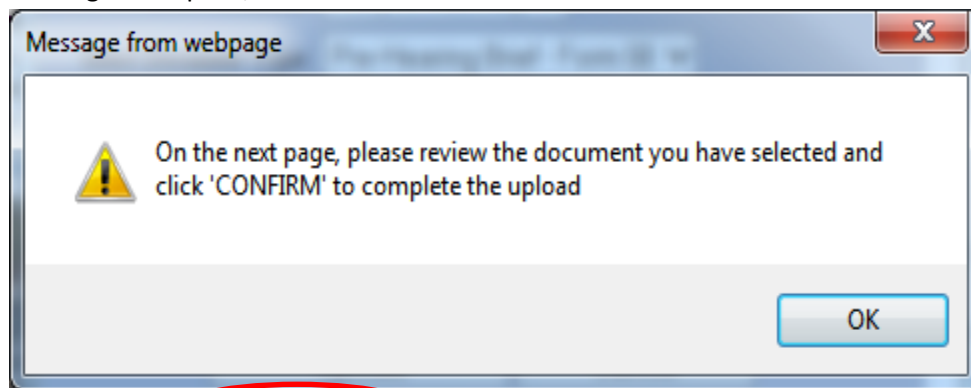 Message from webpage
X
On the next page, please review the document you have selected and
click 'CONFIRM' to complete the upload
OK